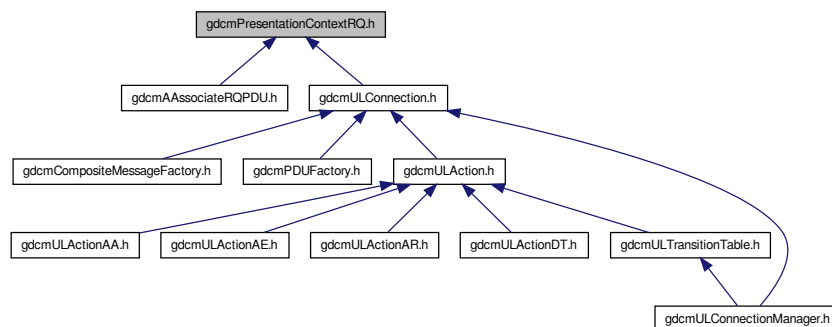 gdcmPresentationContextRQ.h
gdcmAAssociateRQPDU.h
gdcmULConnection.h
gdcmCompositeMessageFactory.h
gdcmPDUFactory.h
gdcmULAction.h
gdcmULActionAA.h
gdcmULActionAE.h
gdcmULActionAR.h
gdcmULActionDT.h
gdcmULTransitionTable.h
gdcmULConnectionManager.h